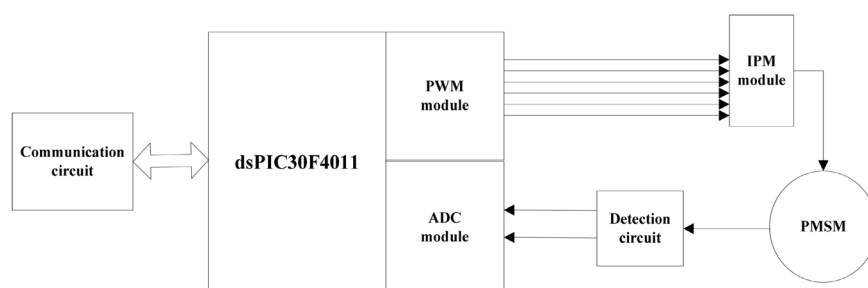 Communication
circuit
dsPIC30F4011
PWM
module
ADC
module
IPM
module
Detection
circuit
PMSM